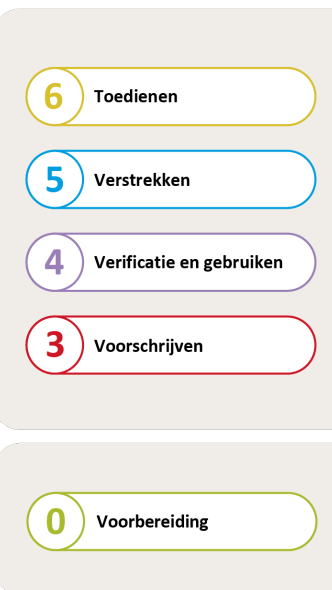 6 Toedienen
5 Verstrekken
4 Verificatie en gebruiken
3 Voorschrijven
0 Voorbereiding